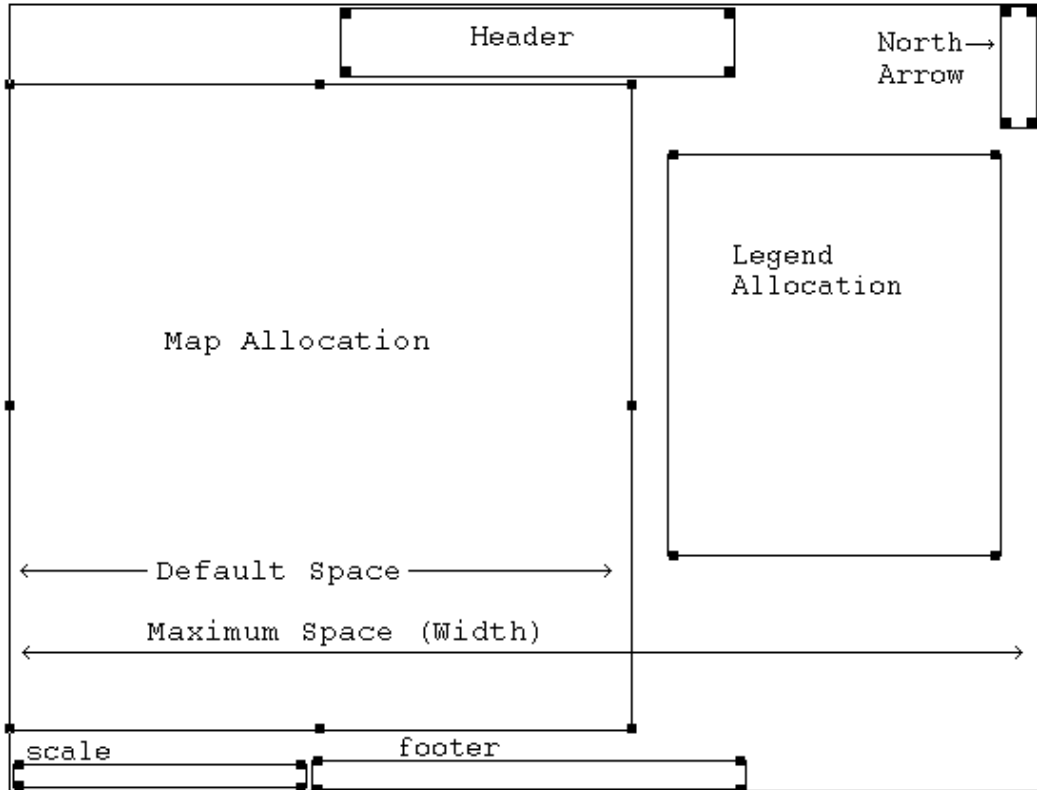 Header
North
Arrow
Legend
Allocation
Map Allocation
Default Space
Maximum Space (Width)
scale
footer